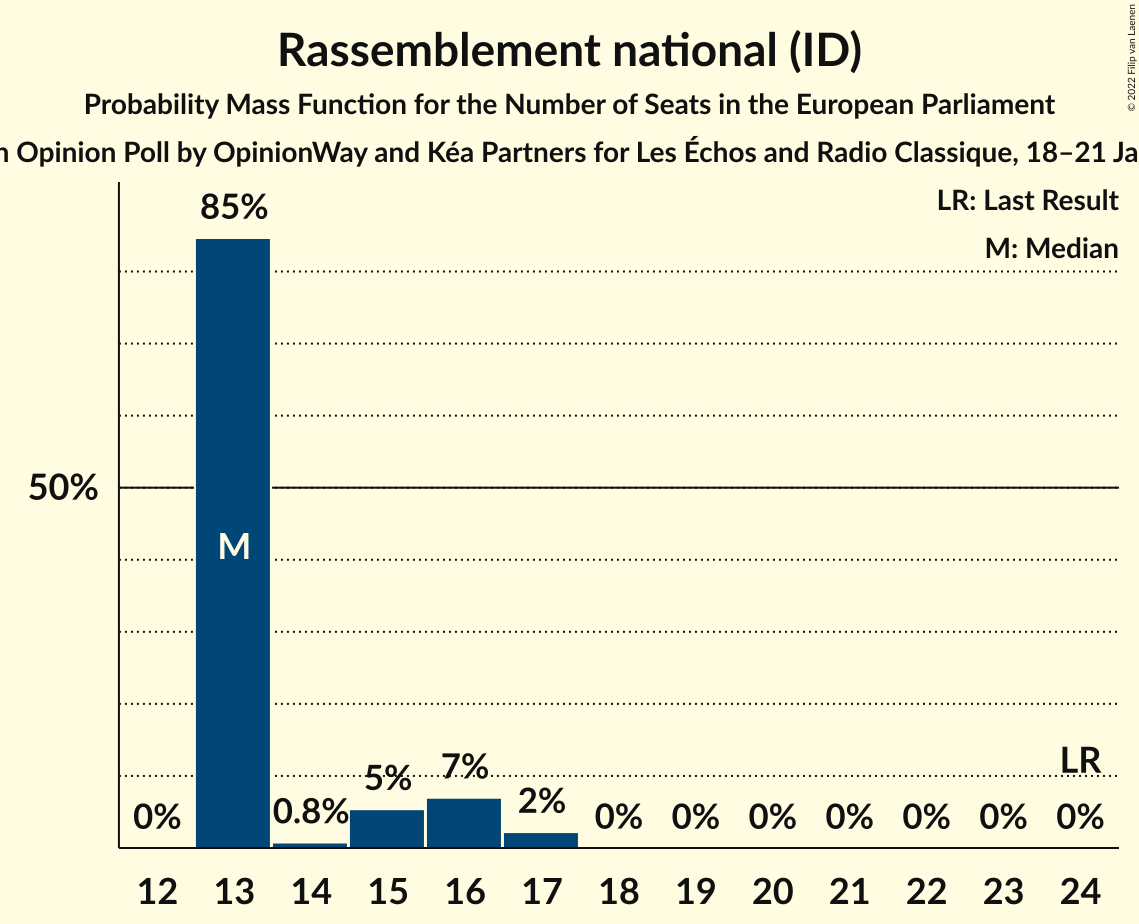 © 2022 Filip van Laenen
Rassemblement national (ID)
Probability Mass Function for the Number of Seats in the European Parliament
n Opinion Poll by OpinionWay and Kéa Partners for Les Échos and Radio Classique, 18–21 Ja
LR: Last Result
M: Median
85%
50%
M
0%
0.8%
5%
7%
2%
0%
0%
0%
0%
0%
0%
LR
0%
12 13 14 15 16 17 18 19 20 21 22 23 24